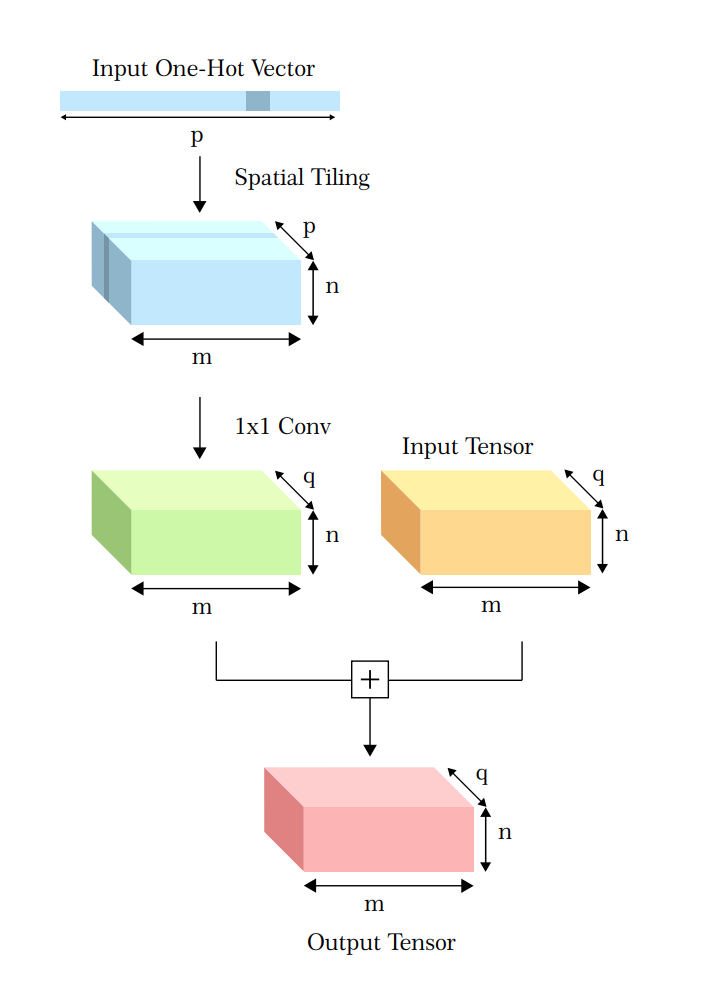 Input One-Hot Vector
p
Spatial Tiling
p
n
m
1x1 Conv
Input Tensor
q
q
n
n
m
m
+
q
n
m
Output Tensor